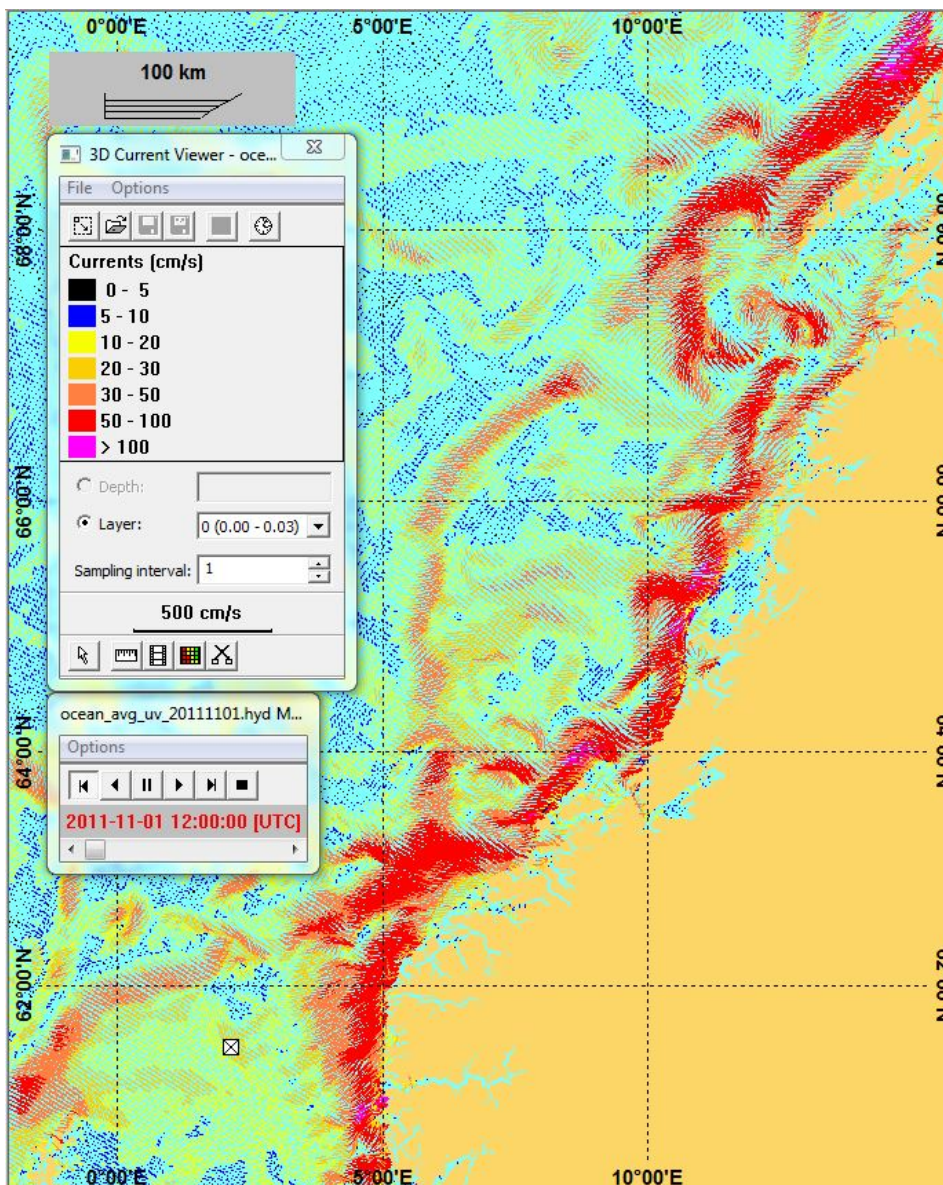 0°00'E 5°00'E 10°00'E
100 km
3D Current Viewer - oce...
File Options
68°00'N
Currents (cm/s)
0 - 5
5 - 10
10 - 20
20 - 30
30 - 50
50 - 100
> 100
Depth:
66°00'N
Layer: 0 (0.00 - 0.03)
Sampling interval: 1
500 cm/s
ocean_avg_uv_20111101.hyd M...
Options
64°00'N
2011-11-01 12:00:00 [UTC]
62°00'N
0°00'E 5°00'E 10°00'E